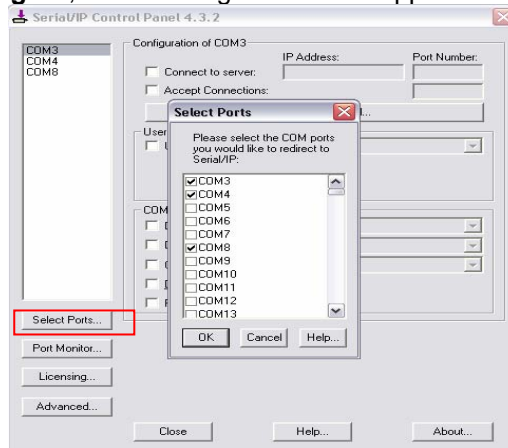 Serial/IP Control Panel 4.3.2
COM3
COM4
COM8
Configuration of COM3
IP Address:
Port Number:
Connect to server:
Accept Connections:
Select Ports
Please select the COM ports
you would like to redirect to
Serial/IP:
COM3
COM4
COM5
COM6
COM7
COM8
COM9
COM10
COM11
COM12
COM13
OK
Cancel
Help...
User
COM
Select Ports...
Port Monitor...
Licensing...
Advanced...
Close
Help...
About...